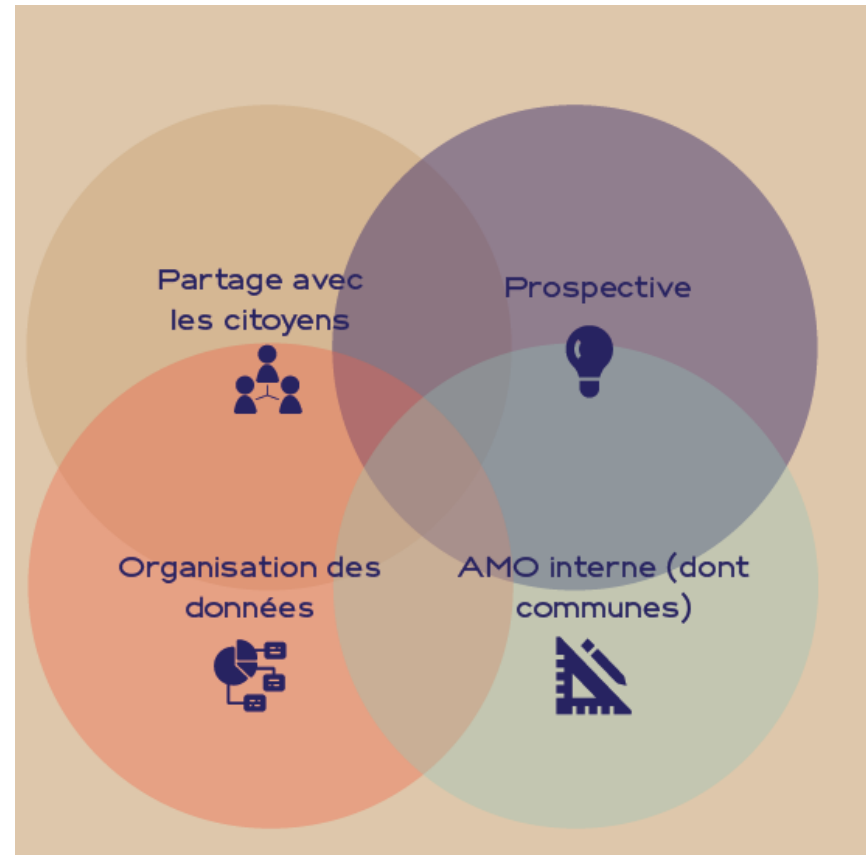 Partage avec
les citoyens
Prospective
Organisation des
données
AMO interne (dont
communes)